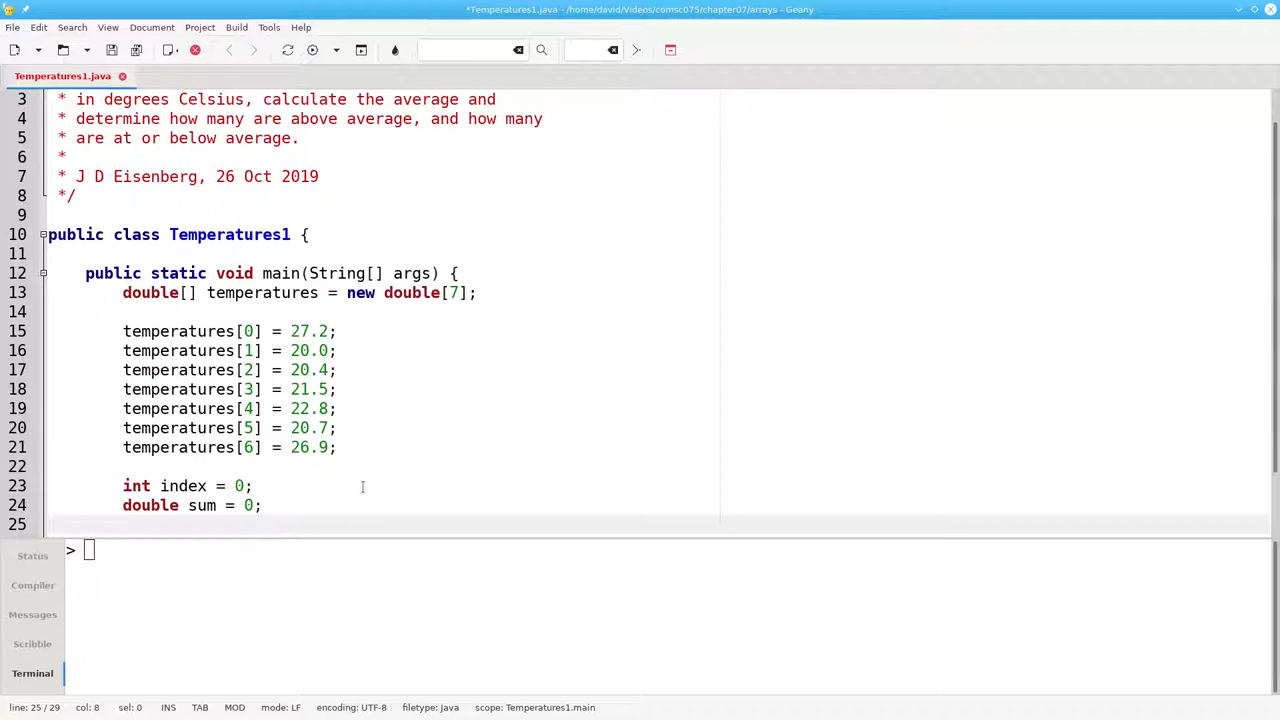 *Temperatures1.java - /home/david/Videos/comsc075/chapter07/arrays - Geany
File Edit Search View Document Project Build Tools Help
Temperatures1.java
3 * in degrees Celsius, calculate the average and
4 * determine how many are above average, and how many
5 * are at or below average.
6 *
7 * J D Eisenberg, 26 Oct 2019
8 */
9
10 public class Temperatures1 {
11
12 public static void main(String[] args) {
13 double[] temperatures = new double[7];
14
15 temperatures[0] = 27.2;
16 temperatures[1] = 20.0;
17 temperatures[2] = 20.4;
18 temperatures[3] = 21.5;
19 temperatures[4] = 22.8;
20 temperatures[5] = 20.7;
21 temperatures[6] = 26.9;
22
23 int index = 0;
24 double sum = 0;
25
Status
Compiler
Messages
Scribble
Terminal
>
line: 25 / 29 col: 8 sel: 0 INS TAB MOD mode: LF encoding: UTF-8 filetype: Java scope: Temperatures1.main